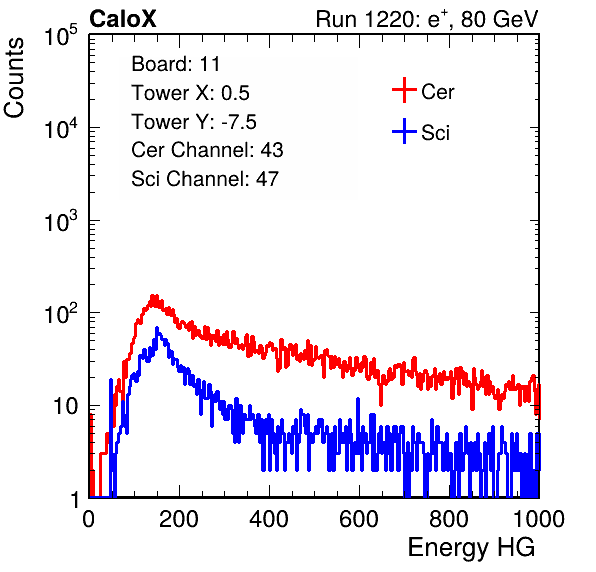 CaloX Run 1220: e⁺, 80 GeV
Counts
Board: 11
Tower X: 0.5
Tower Y: -7.5
Cer Channel: 43
Sci Channel: 47
Cer
Sci
10⁵
10⁴
10³
10²
10
1
0 200 400 600 800 1000
Energy HG